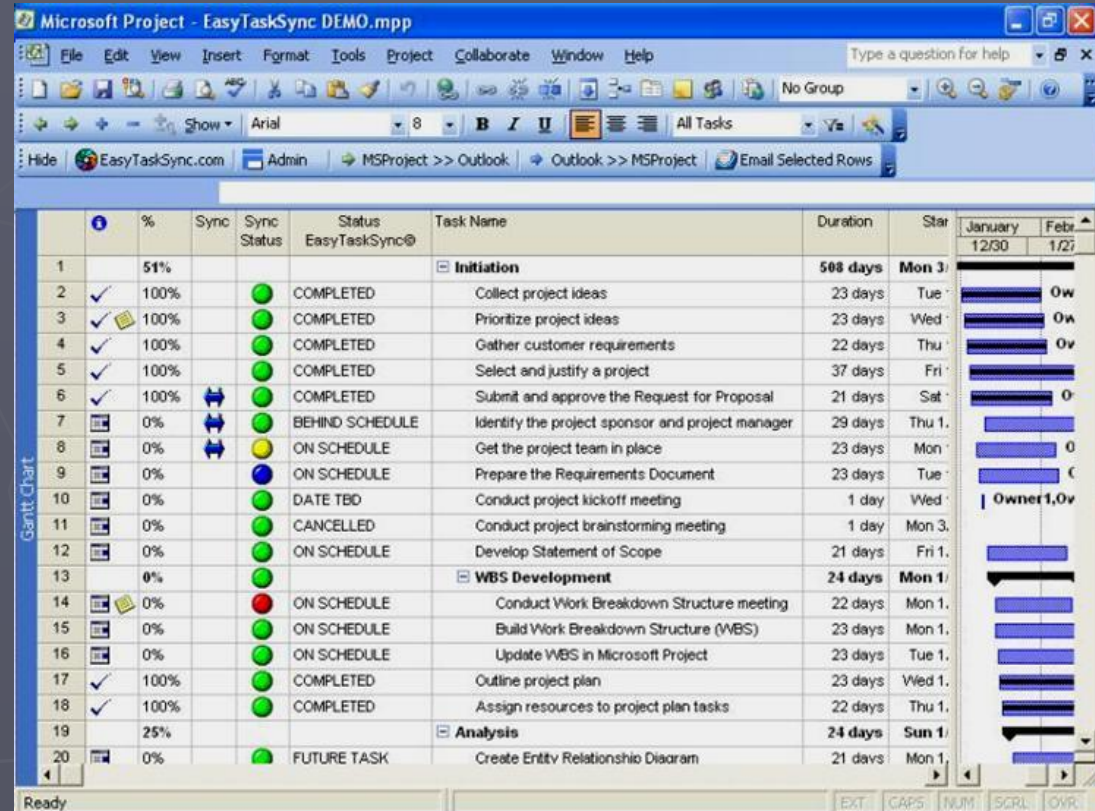 Microsoft Project - EasyTaskSync DEMO.mpp
File Edit View Insert Format Tools Project Collaborate Window Help Type a question for help
ABC No Group
Show Arial 8 B I U All Tasks
Hide EasyTaskSync.com Admin MSProject >> Outlook Outlook >> MSProject Email Selected Rows
% Sync Sync Status Status EasyTaskSync© Task Name Duration Star January Febr
12/30 1/27
1 51% Initiation 508 days Mon 3/
2 100% COMPLETED Collect project ideas 23 days Tue Ow
3 100% COMPLETED Prioritize project ideas 23 days Wed Ow
4 100% COMPLETED Gather customer requirements 22 days Thu Ov
5 100% COMPLETED Select and justify a project 37 days Fri
6 100% COMPLETED Submit and approve the Request for Proposal 21 days Sat
7 0% BEHIND SCHEDULE Identify the project sponsor and project manager 29 days Thu 1.
8 0% ON SCHEDULE Get the project team in place 23 days Mon
9 0% ON SCHEDULE Prepare the Requirements Document 23 days Tue
10 0% DATE TBD Conduct project kickoff meeting 1 day Wed Owner1,Ov
11 0% CANCELLED Conduct project brainstorming meeting 1 day Mon 3.
12 0% ON SCHEDULE Develop Statement of Scope 21 days Fri 1.
13 0% WBS Development 24 days Mon 1/
14 0% ON SCHEDULE Conduct Work Breakdown Structure meeting 22 days Mon 1.
15 0% ON SCHEDULE Build Work Breakdown Structure (WBS) 23 days Mon 1.
16 0% ON SCHEDULE Update WBS in Microsoft Project 23 days Tue 1.
17 100% COMPLETED Outline project plan 23 days Wed 1.
18 100% COMPLETED Assign resources to project plan tasks 22 days Thu 1.
19 25% Analysis 24 days Sun 1/
20 0% FUTURE TASK Create Entity Relationship Diagram 21 days Mon 1.
Gantt Chart
Ready EXT CAPS NUM SCRL OVR